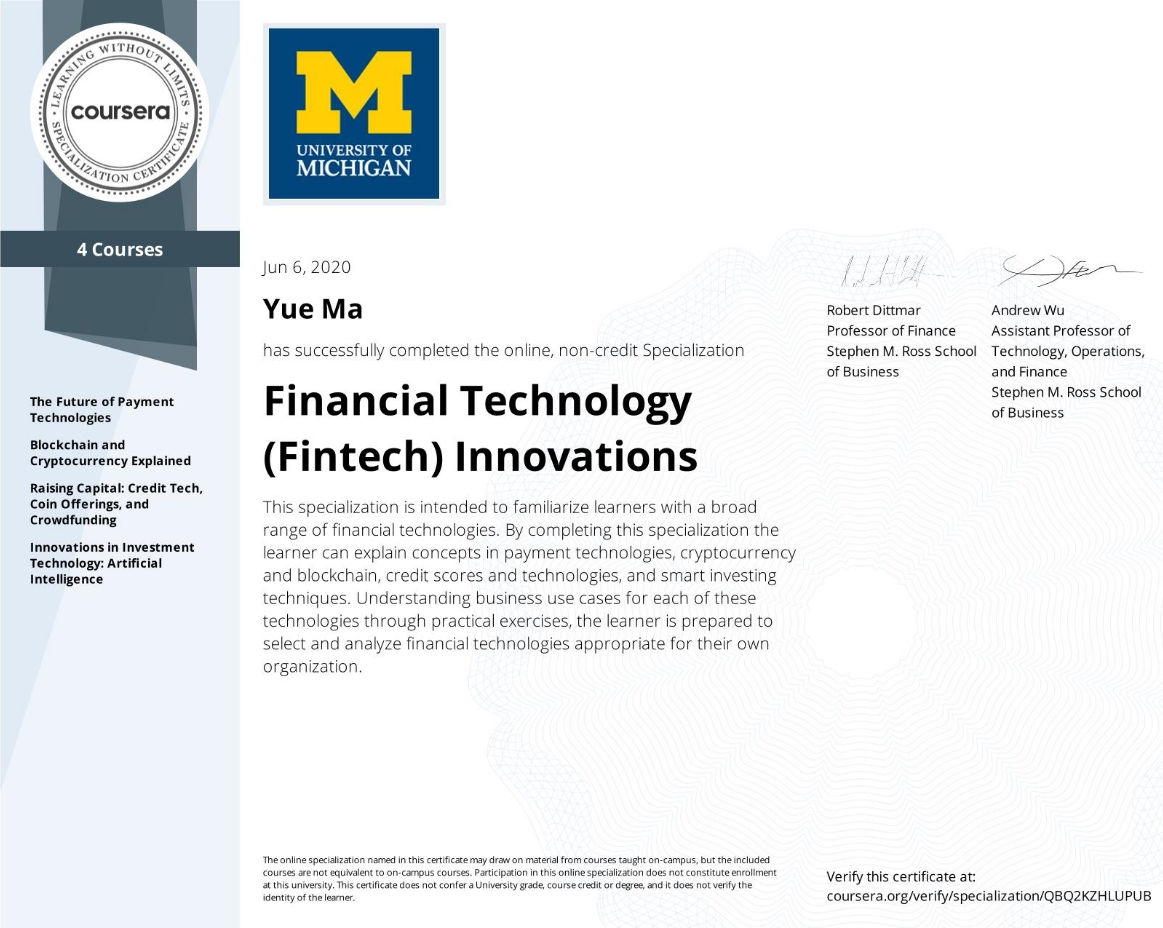 LEARNING WITHOUT LIMITS
coursera
SPECIALIZATION CERTIFICATE
4 Courses
The Future of Payment
Technologies
Blockchain and
Cryptocurrency Explained
Raising Capital: Credit Tech,
Coin Offerings, and
Crowdfunding
Innovations in Investment
Technology: Artificial
Intelligence
M
UNIVERSITY OF
MICHIGAN
Jun 6, 2020
Yue Ma
has successfully completed the online, non-credit Specialization
Financial Technology
(Fintech) Innovations
This specialization is intended to familiarize learners with a broad
range of financial technologies. By completing this specialization the
learner can explain concepts in payment technologies, cryptocurrency
and blockchain, credit scores and technologies, and smart investing
techniques. Understanding business use cases for each of these
technologies through practical exercises, the learner is prepared to
select and analyze financial technologies appropriate for their own
organization.
Robert Dittmar
Professor of Finance
Stephen M. Ross School
of Business
Andrew Wu
Assistant Professor of
Technology, Operations,
and Finance
Stephen M. Ross School
of Business
The online specialization named in this certificate may draw on material from courses taught on-campus, but the included
courses are not equivalent to on-campus courses. Participation in this online specialization does not constitute enrollment
at this university. This certificate does not confer a University grade, course credit or degree, and it does not verify the
identity of the learner.
Verify this certificate at:
coursera.org/verify/specialization/QBQ2KZHLUPUB